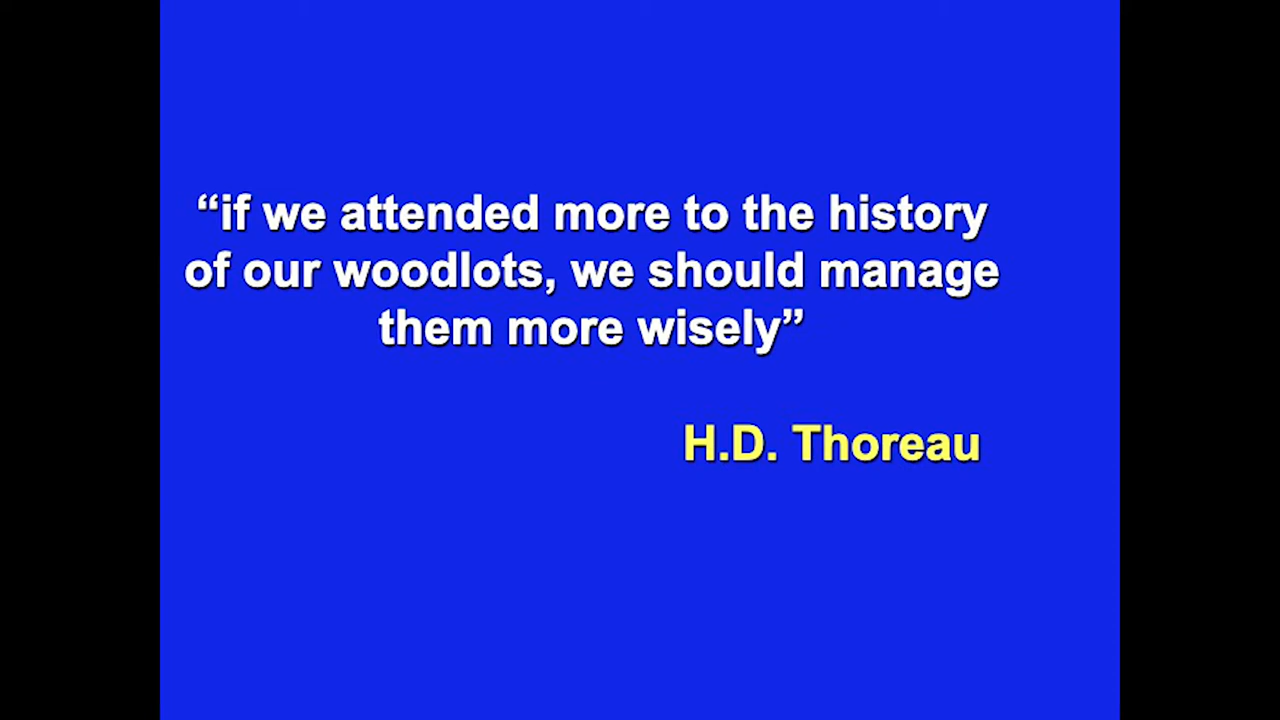 “if we attended more to the history
of our woodlots, we should manage
them more wisely”
H.D. Thoreau